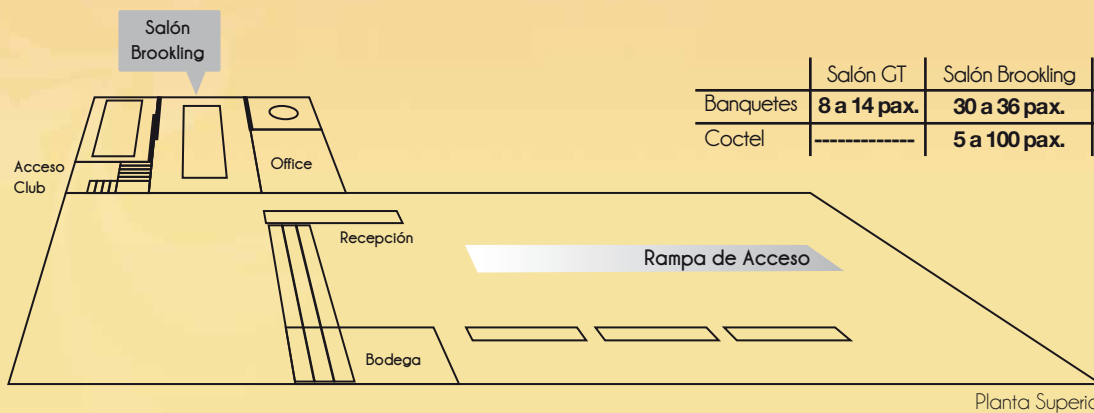 Salón
Brookling
Salón GT Salón Brookling
Banquetes 8 a 14 pax. 30 a 36 pax.
Coctel ------------- 5 a 100 pax.
Acceso
Club
Office
Recepción
Rampa de Acceso
Bodega
Planta